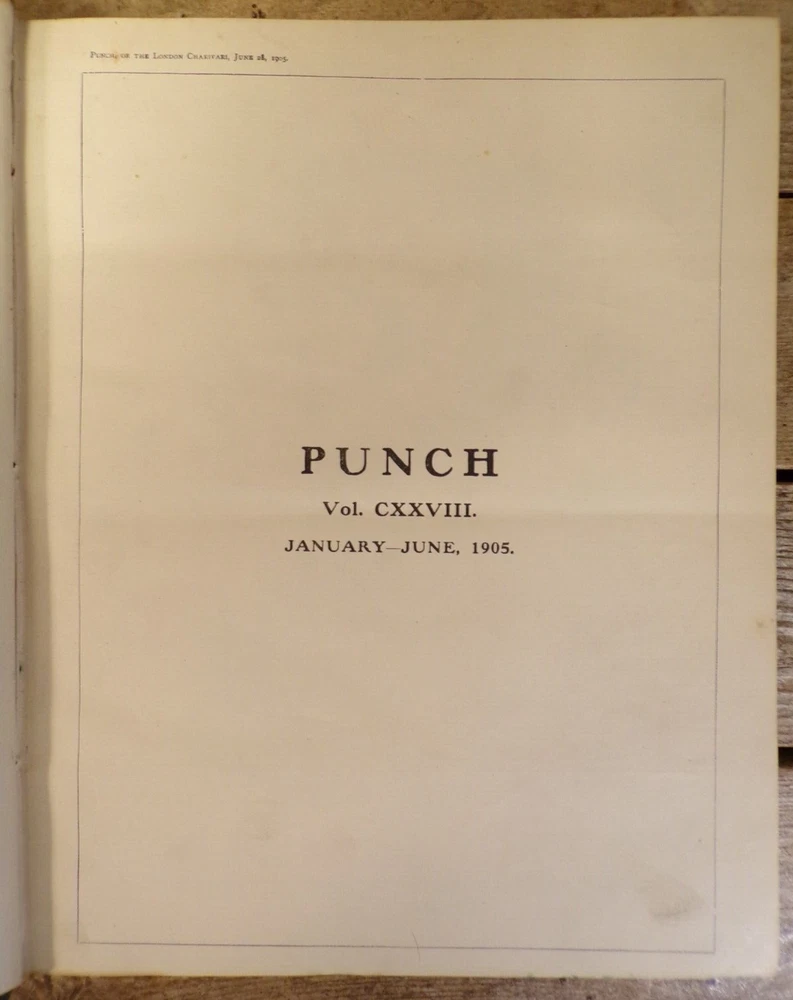 Punch, or the London Charivari, June 28, 1905.
PUNCH
Vol. CXXVIII.
JANUARY—JUNE, 1905.